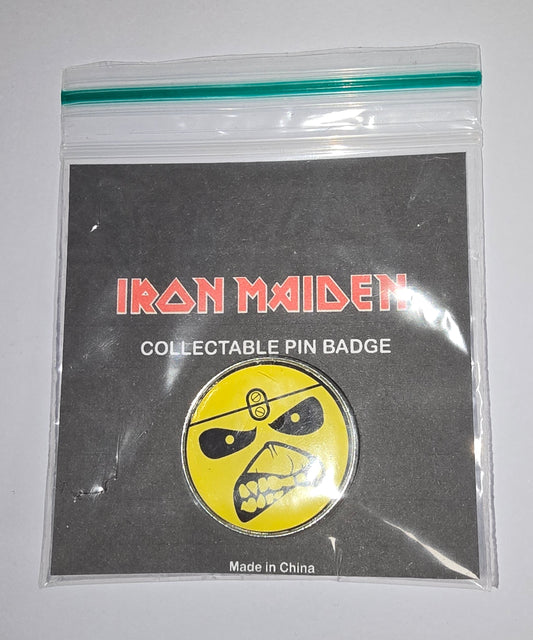 IRON MAIDEN
COLLECTABLE PIN BADGE
Made in China